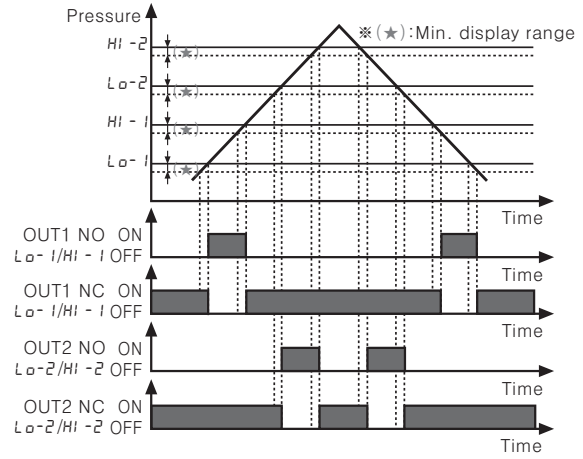 Pressure
※(★):Min. display range
HI-2
(★)
Lo-2
(★)
HI-1
(★)
Lo-1
(★)
Time
OUT1 NO ON
Lo-1/HI-1 OFF
Time
OUT1 NC ON
Lo-1/HI-1 OFF
Time
OUT2 NO ON
Lo-2/HI-2 OFF
Time
OUT2 NC ON
Lo-2/HI-2 OFF
Time